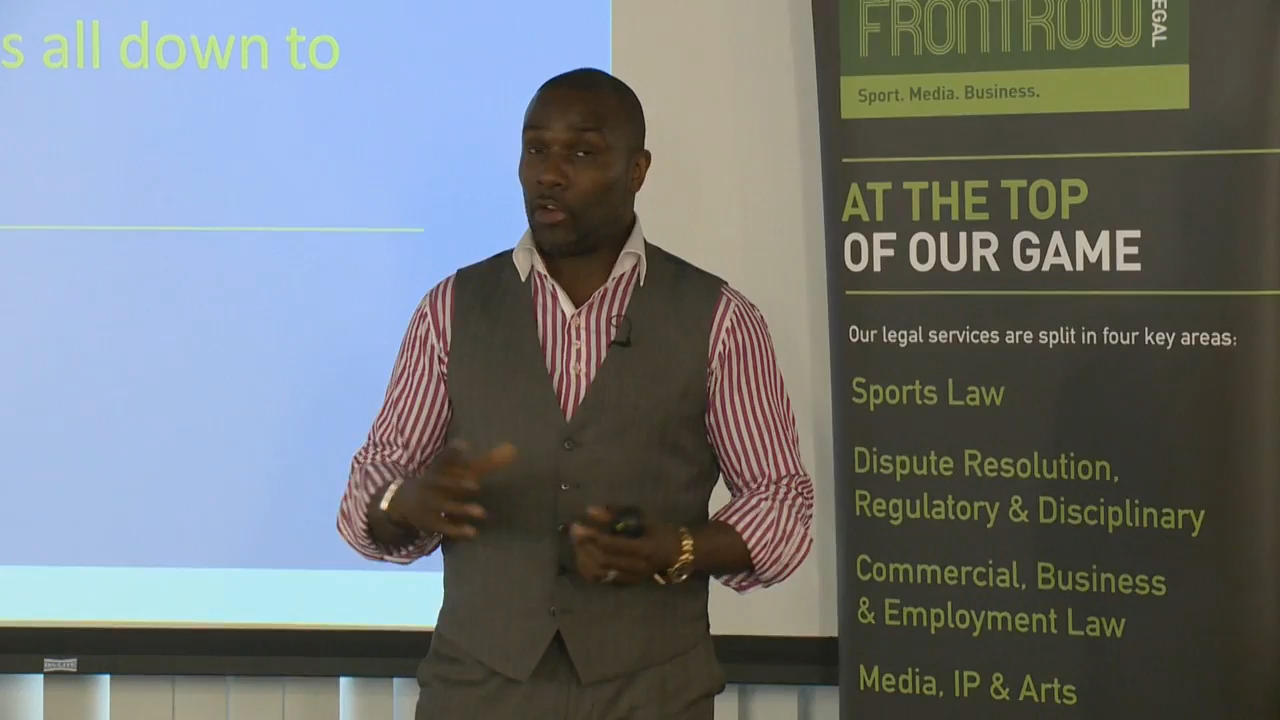 s all down to
FRONTROW
EGAL
Sport. Media. Business.
AT THE TOP
OF OUR GAME
Our legal services are split in four key areas:
Sports Law
Dispute Resolution,
Regulatory & Disciplinary
Commercial, Business
& Employment Law
Media, IP & Arts